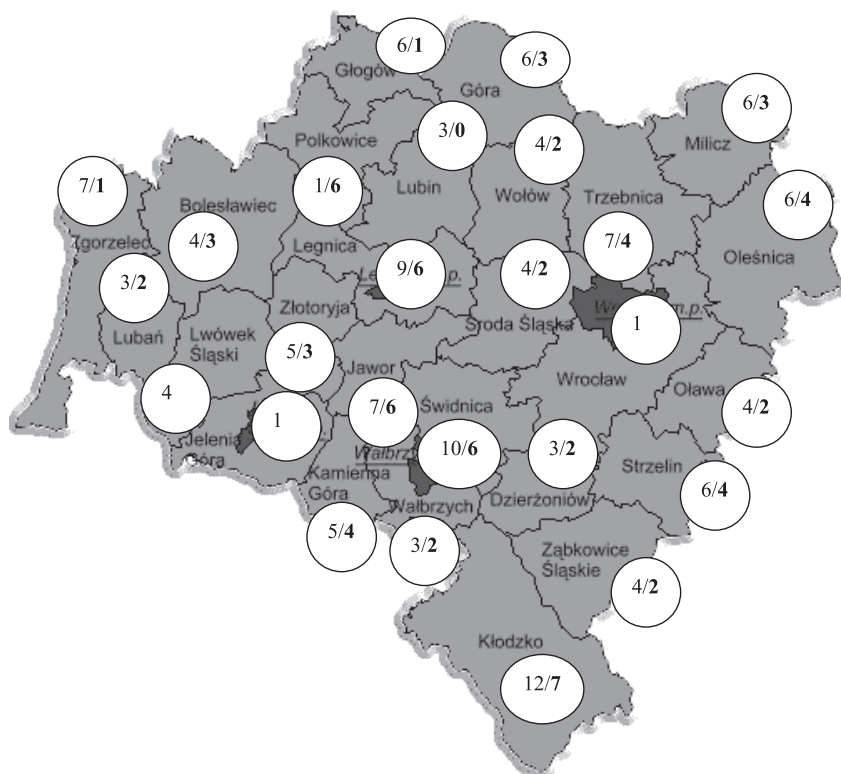 6/1
6/3
Głogów
Góra
6/3
3/0
Polkowice
4/2
Milicz
7/1
1/6
Lubin
Wołów
Trzebnica
Bolesławiec
6/4
Zgorzelec
4/3
Legnica
7/4
Oleśnica
3/2
9/6
4/2
Złotoryja
Lubań
Lwówek
Śląski
Środa Śląska
m.p.
1
5/3
Jawor
Wrocław
Oława
4
7/6
Świdnica
4/2
1
Jelenia
Góra
10/6
3/2
Strzelin
Kamienna
Góra
Wałbrzych
Dzierżoniów
6/4
5/4
3/2
Ząbkowice
Śląskie
4/2
Kłodzko
12/7